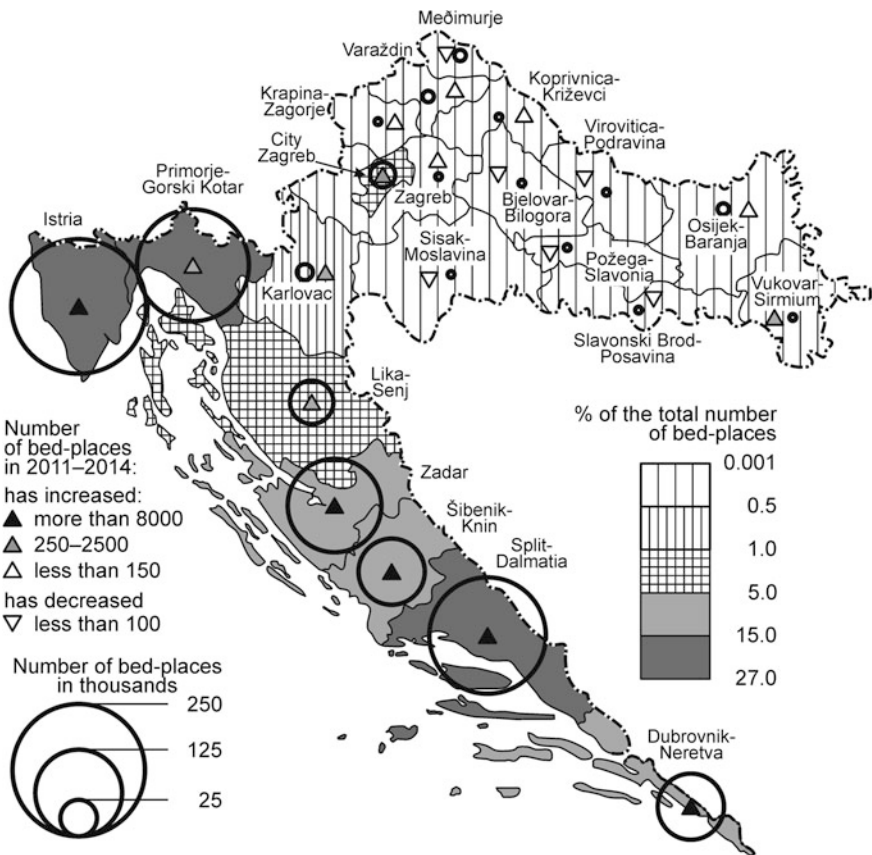 Međimurje
Varaždin
Koprivnica-
Križevci
Krapina-
Zagorje
Virovitica-
Podravina
City
Zagreb
Primorje-
Gorski Kotar
Istria
Zagreb
Bjelovar-
Bilogora
Osijek-
Baranja
Sisak-
Moslavina
Požega-
Slavonia
Karlovac
Vukovar-
Sirmium
Slavonski Brod-
Posavina
Lika-
Senj
Zadar
Šibenik-
Knin
Split-
Dalmatia
Dubrovnik-
Neretva
Number
of bed-places
in 2011–2014:
has increased:
more than 8000
250–2500
less than 150
has decreased
less than 100
Number of bed-places
in thousands
250
125
25
% of the total number
of bed-places
0.001
0.5
1.0
5.0
15.0
27.0